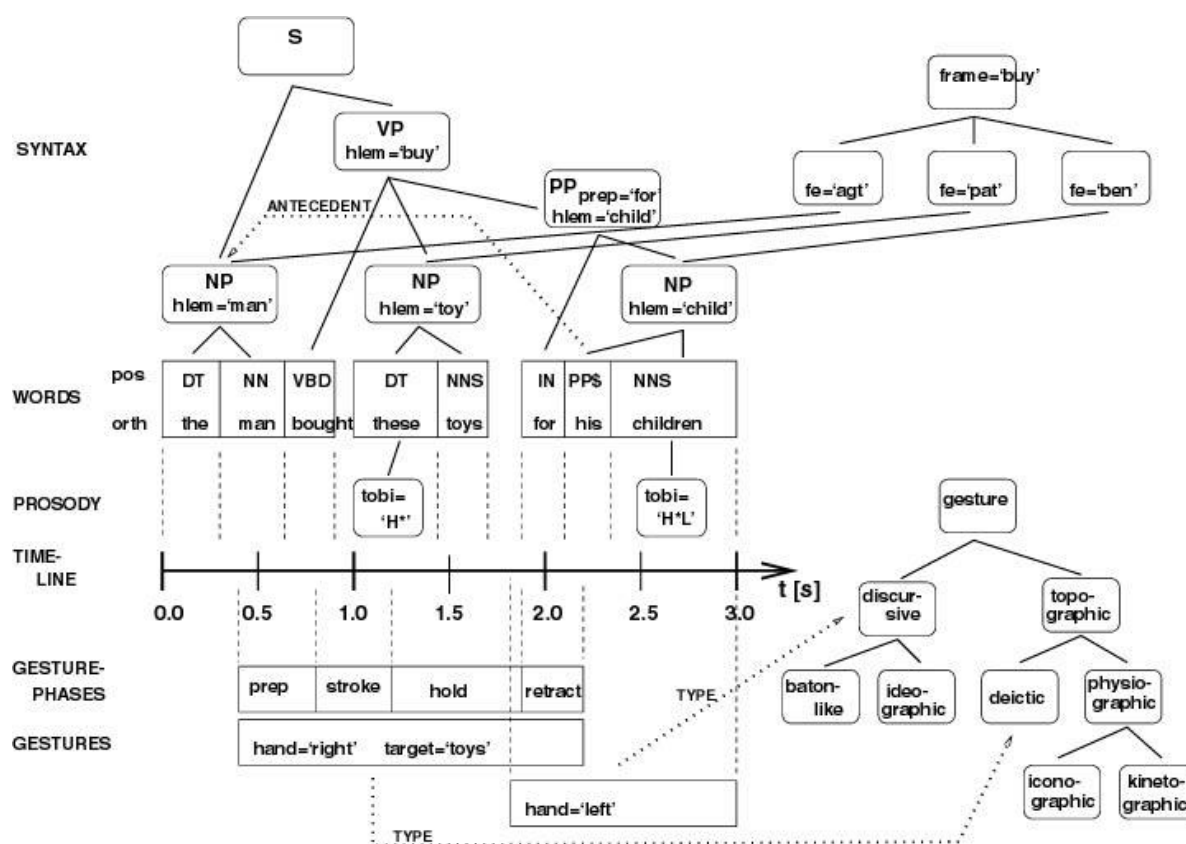 S
frame='buy'
VP
hlem='buy'
SYNTAX
PP prep='for'
hlem='child'
fe='agt'
fe='pat'
fe='ben'
ANTECEDENT
NP
hlem='man'
NP
hlem='toy'
NP
hlem='child'
pos DT NN VBD DT NNS IN PP$ NNS
WORDS
orth the man bought these toys for his children
PROSODY
tobi=
'H*'
tobi=
'H*L'
gesture
TIME-
LINE
t [s]
0.0 0.5 1.0 1.5 2.0 2.5 3.0
discur-
sive
topo-
graphic
GESTURE-
PHASES
prep stroke hold retract
TYPE
baton-
like
ideo-
graphic
deictic
physio-
graphic
GESTURES
hand='right' target='toys'
icono-
graphic
kineto-
graphic
hand='left'
TYPE